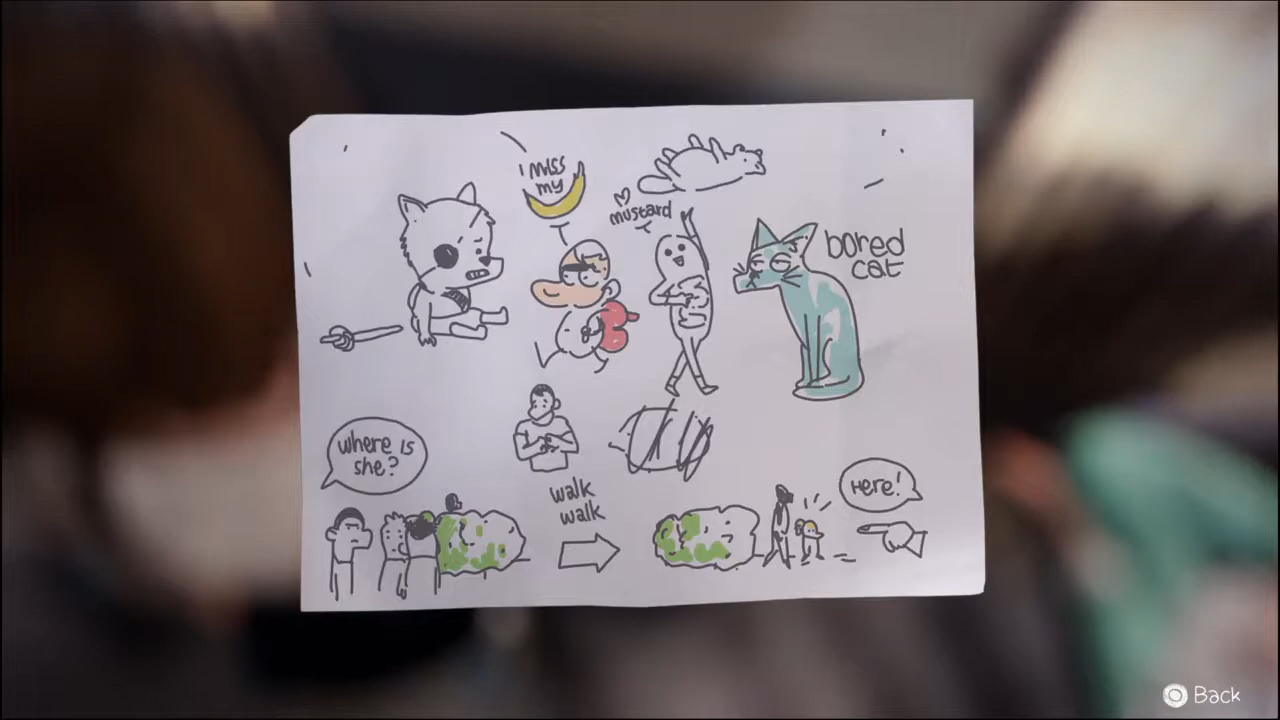 I miss
my
mustard
bored
cat
where is
she?
walk
walk
Here!
Back